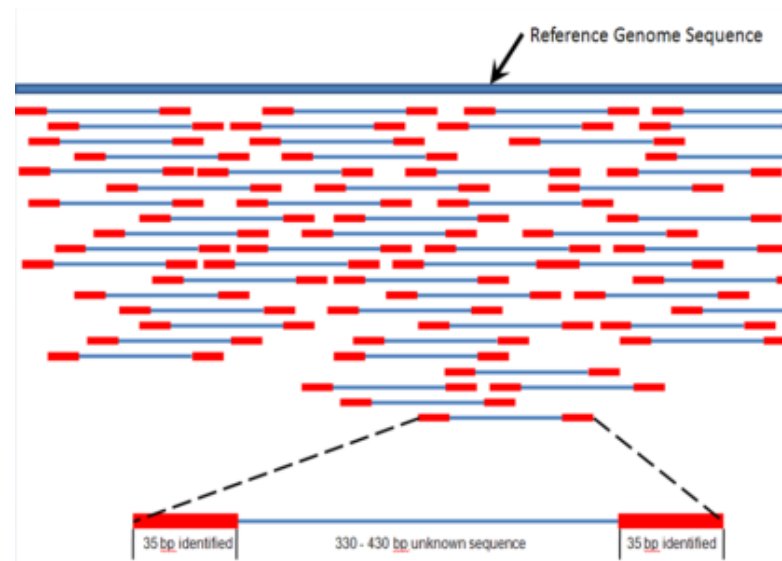 Reference Genome Sequence
35 bp identified
330 - 430 bp unknown sequence
35 bp identified